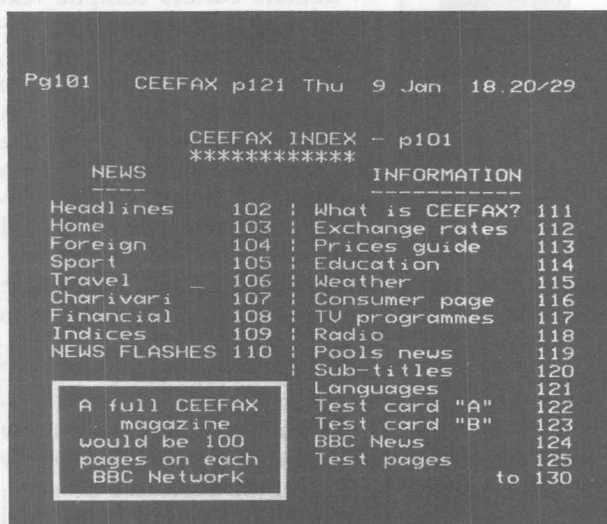 Pg101 CEEFAX p121 Thu 9 Jan 18.20/29
CEEFAX INDEX - p101
*************
NEWS
Headlines 102
Home 103
Foreign 104
Sport 105
Travel 106
Charivari 107
Financial 108
Indices 109
NEWS FLASHES 110
A full CEEFAX
magazine
would be 100
pages on each
BBC Network
INFORMATION
What is CEEFAX? 111
Exchange rates 112
Prices guide 113
Education 114
Weather 115
Consumer page 116
TV programmes 117
Radio 118
Pools news 119
Sub-titles 120
Languages 121
Test card "A" 122
Test card "B" 123
BBC News 124
Test pages 125
to 130